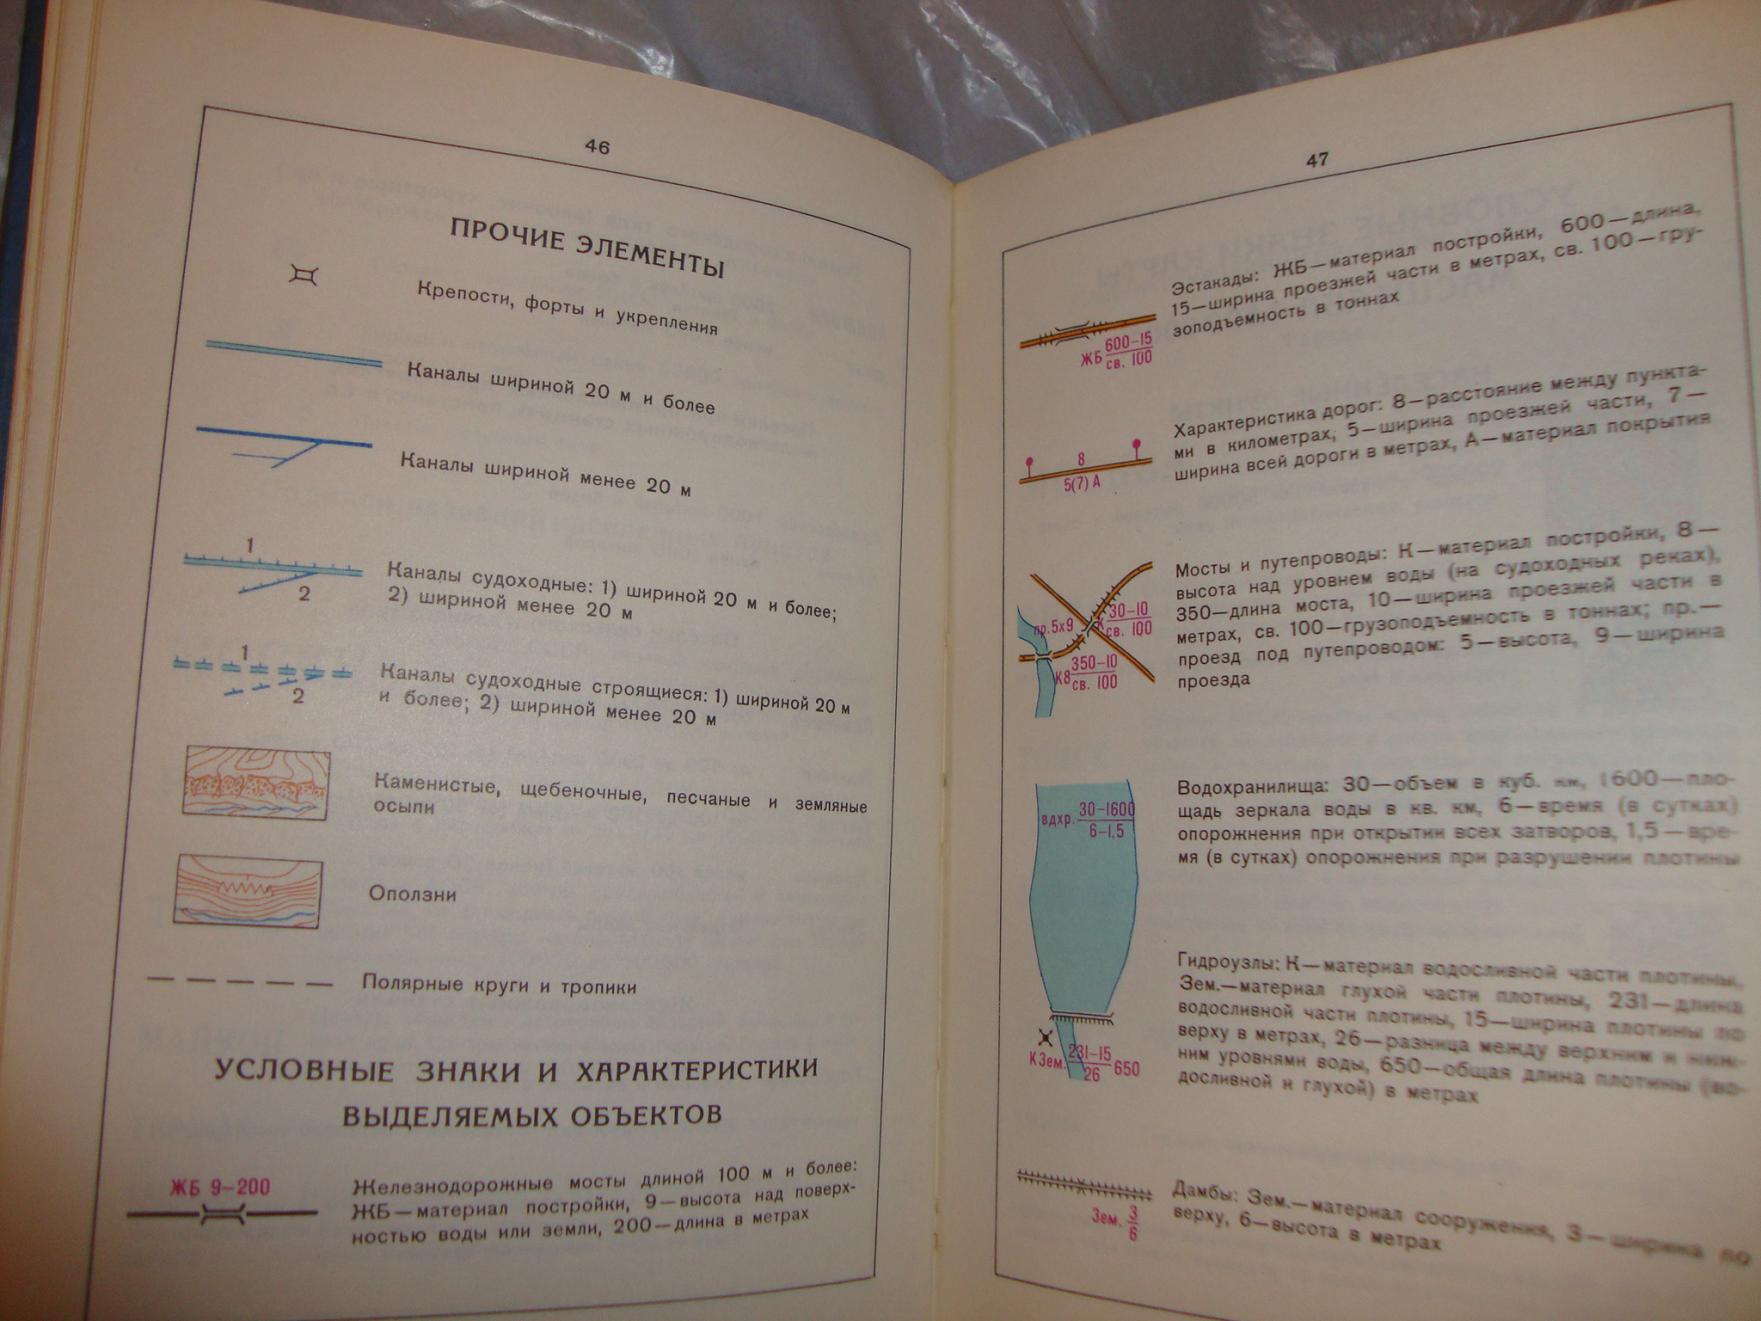 46
ПРОЧИЕ ЭЛЕМЕНТЫ
Крепости, форты и укрепления
Каналы шириной 20 м и более
Каналы шириной менее 20 м
1
2
Каналы судоходные: 1) шириной 20 м и более;
2) шириной менее 20 м
1
2
Каналы судоходные строящиеся: 1) шириной 20 м
и более; 2) шириной менее 20 м
Каменистые, щебеночные, песчаные и земляные
осыпи
Оползни
Полярные круги и тропики
УСЛОВНЫЕ ЗНАКИ И ХАРАКТЕРИСТИКИ
ВЫДЕЛЯЕМЫХ ОБЪЕКТОВ
ЖБ 9–200
Железнодорожные мосты длиной 100 м и более:
ЖБ—материал постройки, 9—высота над поверх-
ностью воды или земли, 200—длина в метрах
47
Эстакады: ЖБ—материал постройки, 600—длина,
15—ширина проезжей части в метрах, св. 100—гру-
зоподъемность в тоннах
600–15
ЖБ св. 100
Характеристика дорог: 8—расстояние между пункта-
ми в километрах, 5—ширина проезжей части, 7—
ширина всей дороги в метрах, А—материал покрытия
8
5(7) А
Мосты и путепроводы: К—материал постройки, 8—
высота над уровнем воды (на судоходных реках),
350—длина моста, 10—ширина проезжей части в
метрах, св. 100—грузоподъемность в тоннах; пр.—
проезд под путепроводом: 5—высота, 9—ширина
проезда
пр.5х9
К 30–10
св. 100
К8 350–10
св. 100
Водохранилища: 30—объем в куб. км, 1600—пло-
щадь зеркала воды в кв. км, 6—время (в сутках)
опорожнения при открытии всех затворов, 1,5—вре-
мя (в сутках) опорожнения при разрушении плотины
вдхр. 30–1600
6–1,5
Гидроузлы: К—материал водосливной части плотины,
Зем.—материал глухой части плотины, 231—длина
водосливной части плотины, 15—ширина плотины по
верху в метрах, 26—разница между верхним и ниж-
ним уровнями воды, 650—общая длина плотины (во-
досливной и глухой) в метрах
К Зем. 231–15 650
26
Дамбы: Зем.—материал сооружения, 3—ширина по
верху, 6—высота в метрах
Зем. 3
6